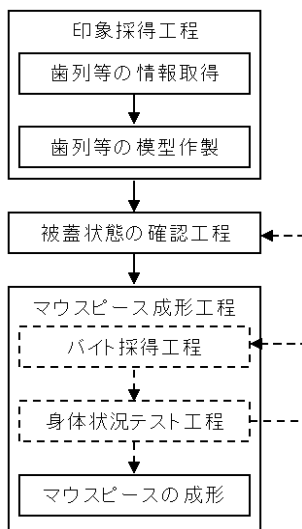 印象採得工程
歯列等の情報取得
歯列等の模型作製
被蓋状態の確認工程
マウスピース成形工程
バイト採得工程
身体状況テスト工程
マウスピースの成形